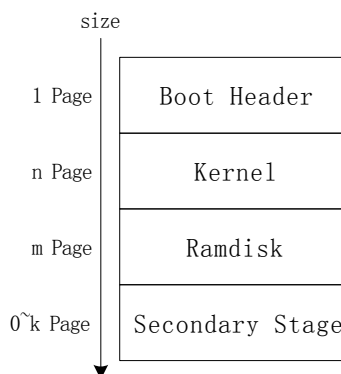 size
1 Page Boot Header
n Page Kernel
m Page Ramdisk
0~k Page Secondary Stage